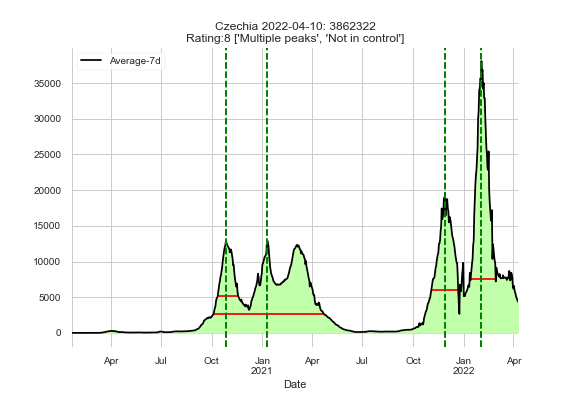 Czechia 2022-04-10: 3862322
Rating:8 ['Multiple peaks', 'Not in control']
Average-7d
35000
30000
25000
20000
15000
10000
5000
0
Apr Jul Oct Jan Apr Jul Oct Jan Apr
2021 2022
Date